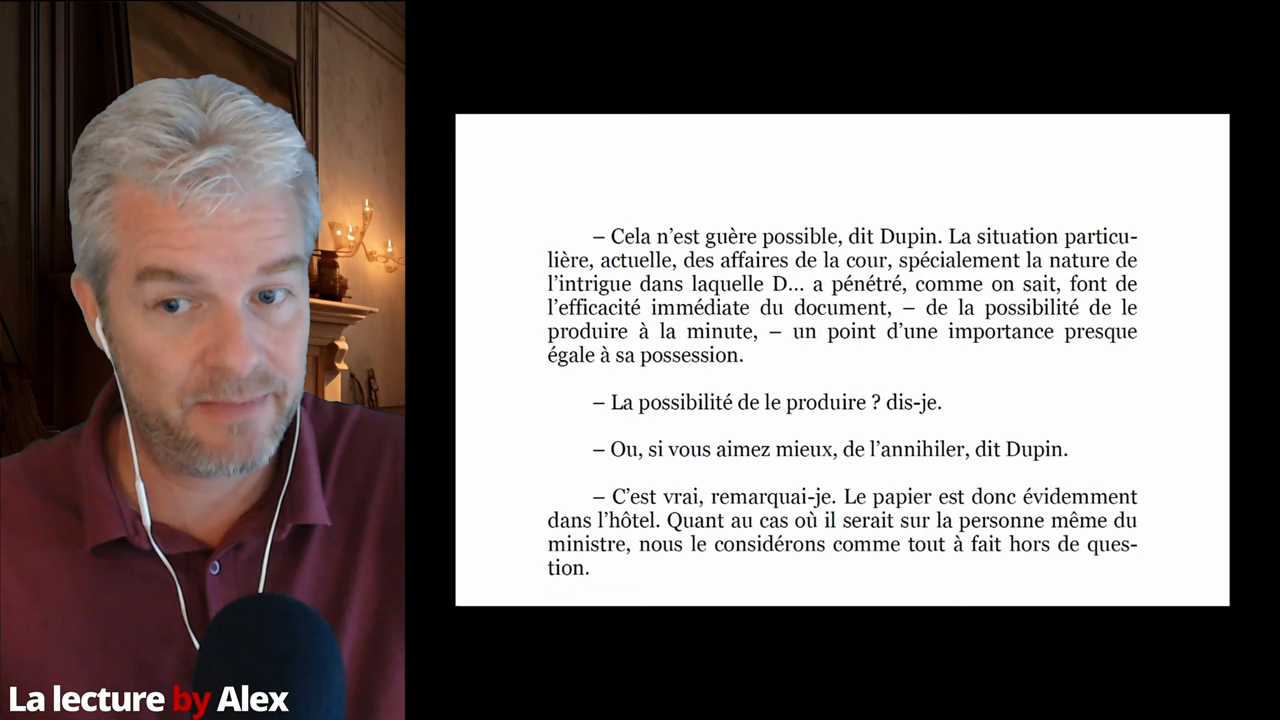 – Cela n’est guère possible, dit Dupin. La situation particu-
lière, actuelle, des affaires de la cour, spécialement la nature de
l’intrigue dans laquelle D... a pénétré, comme on sait, font de
l’efficacité immédiate du document, – de la possibilité de le
produire à la minute, – un point d’une importance presque
égale à sa possession.
– La possibilité de le produire ? dis-je.
– Ou, si vous aimez mieux, de l’annihiler, dit Dupin.
– C’est vrai, remarquai-je. Le papier est donc évidemment
dans l’hôtel. Quant au cas où il serait sur la personne même du
ministre, nous le considérons comme tout à fait hors de ques-
tion.
La lecture by Alex